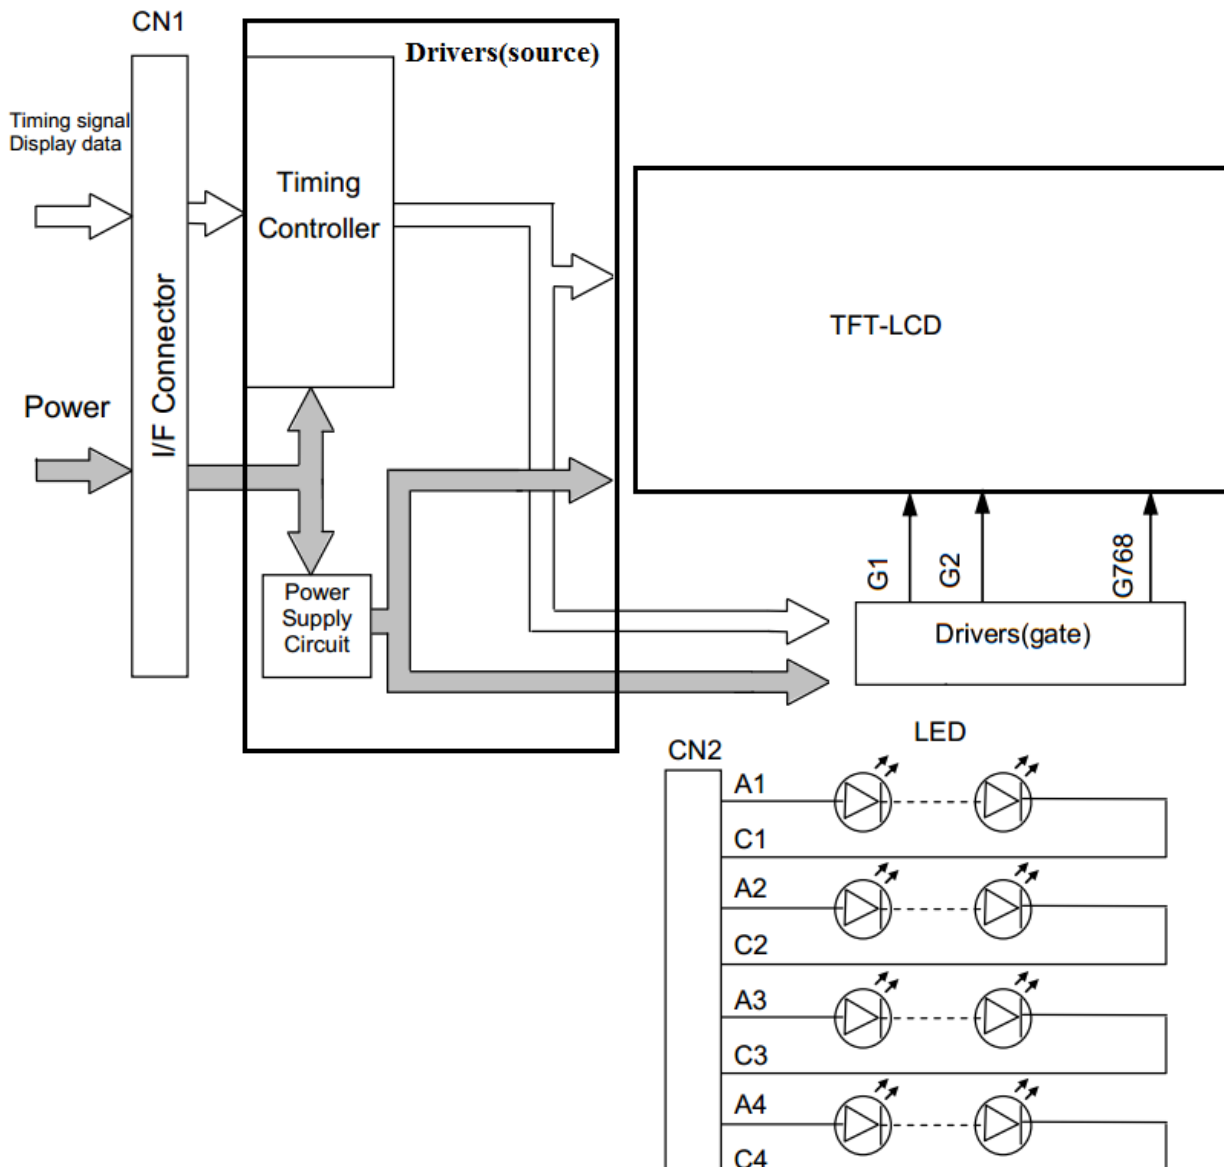 CN1
Drivers(source)
Timing signal
Display data
Timing
Controller
I/F Connector
TFT-LCD
Power
G1
G2
G768
Power
Supply
Circuit
Drivers(gate)
LED
CN2
A1
C1
A2
C2
A3
C3
A4
C4